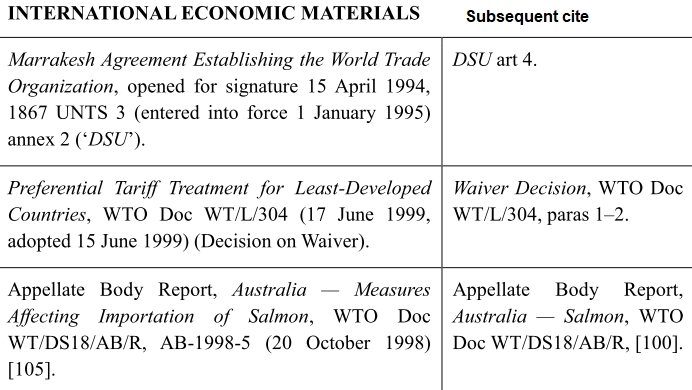 INTERNATIONAL ECONOMIC MATERIALS
Subsequent cite
Marrakesh Agreement Establishing the World Trade
Organization, opened for signature 15 April 1994,
1867 UNTS 3 (entered into force 1 January 1995)
annex 2 (‘DSU’).
DSU art 4.
Preferential Tariff Treatment for Least-Developed
Countries, WTO Doc WT/L/304 (17 June 1999,
adopted 15 June 1999) (Decision on Waiver).
Waiver Decision, WTO Doc
WT/L/304, paras 1–2.
Appellate Body Report, Australia — Measures
Affecting Importation of Salmon, WTO Doc
WT/DS18/AB/R, AB-1998-5 (20 October 1998)
[105].
Appellate Body Report,
Australia — Salmon, WTO
Doc WT/DS18/AB/R, [100].